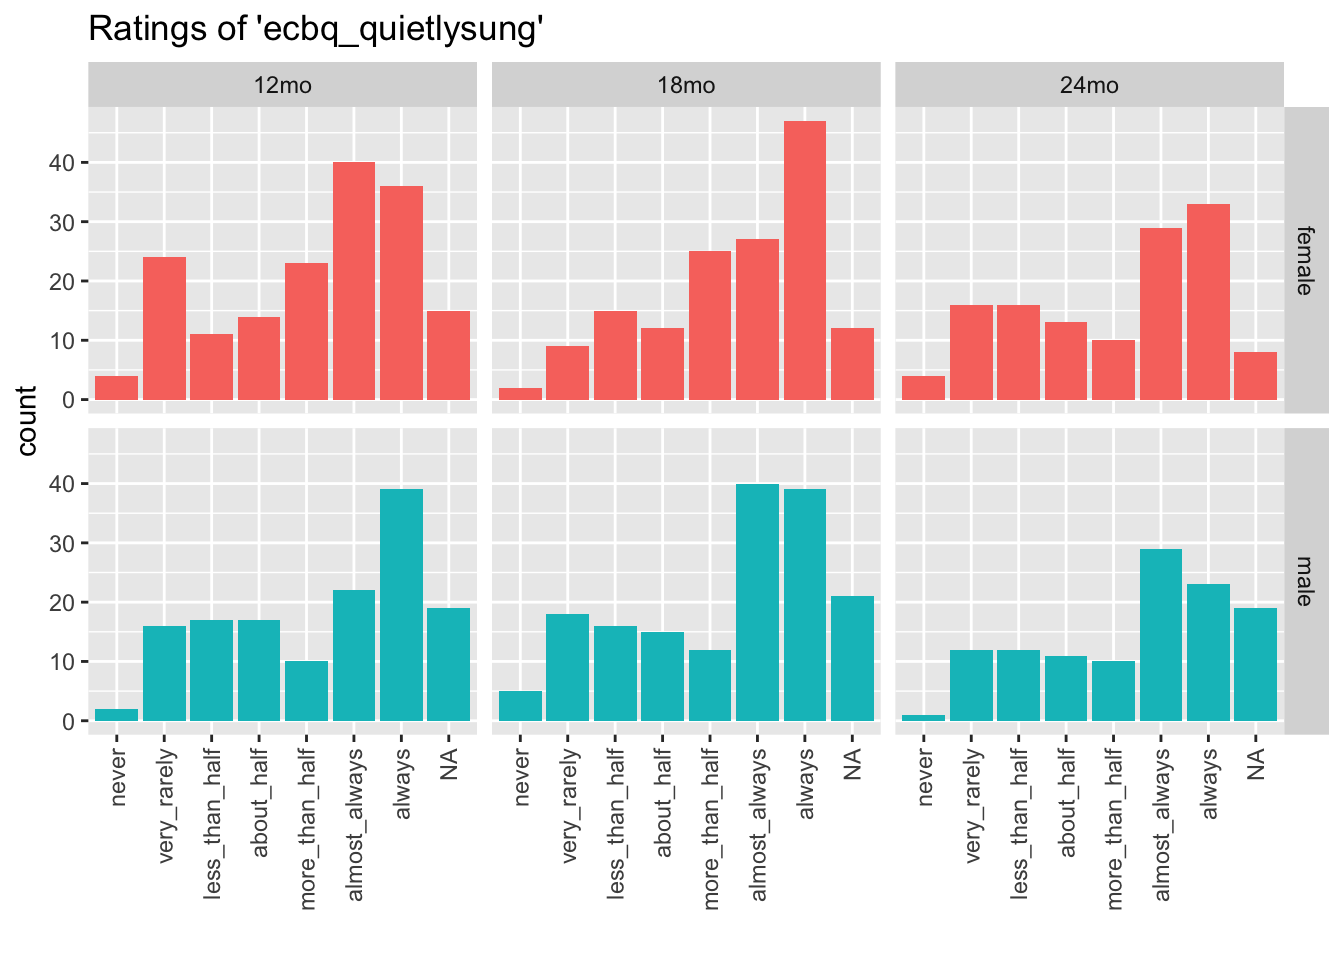 Ratings of 'ecbq_quietlysung'
12mo 18mo 24mo
40
30
20
10
0
female
count
40
30
20
10
0
male
never very_rarely less_than_half about_half more_than_half almost_always always NA
never very_rarely less_than_half about_half more_than_half almost_always always NA
never very_rarely less_than_half about_half more_than_half almost_always always NA